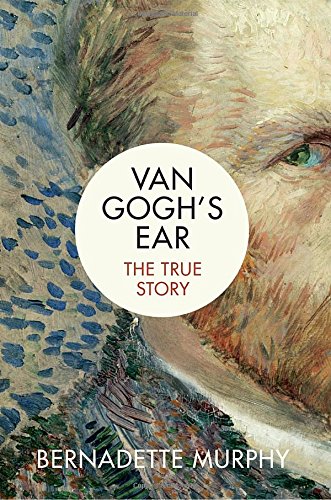 VAN
GOGH'S
EAR
THE TRUE
STORY
BERNADETTE MURPHY